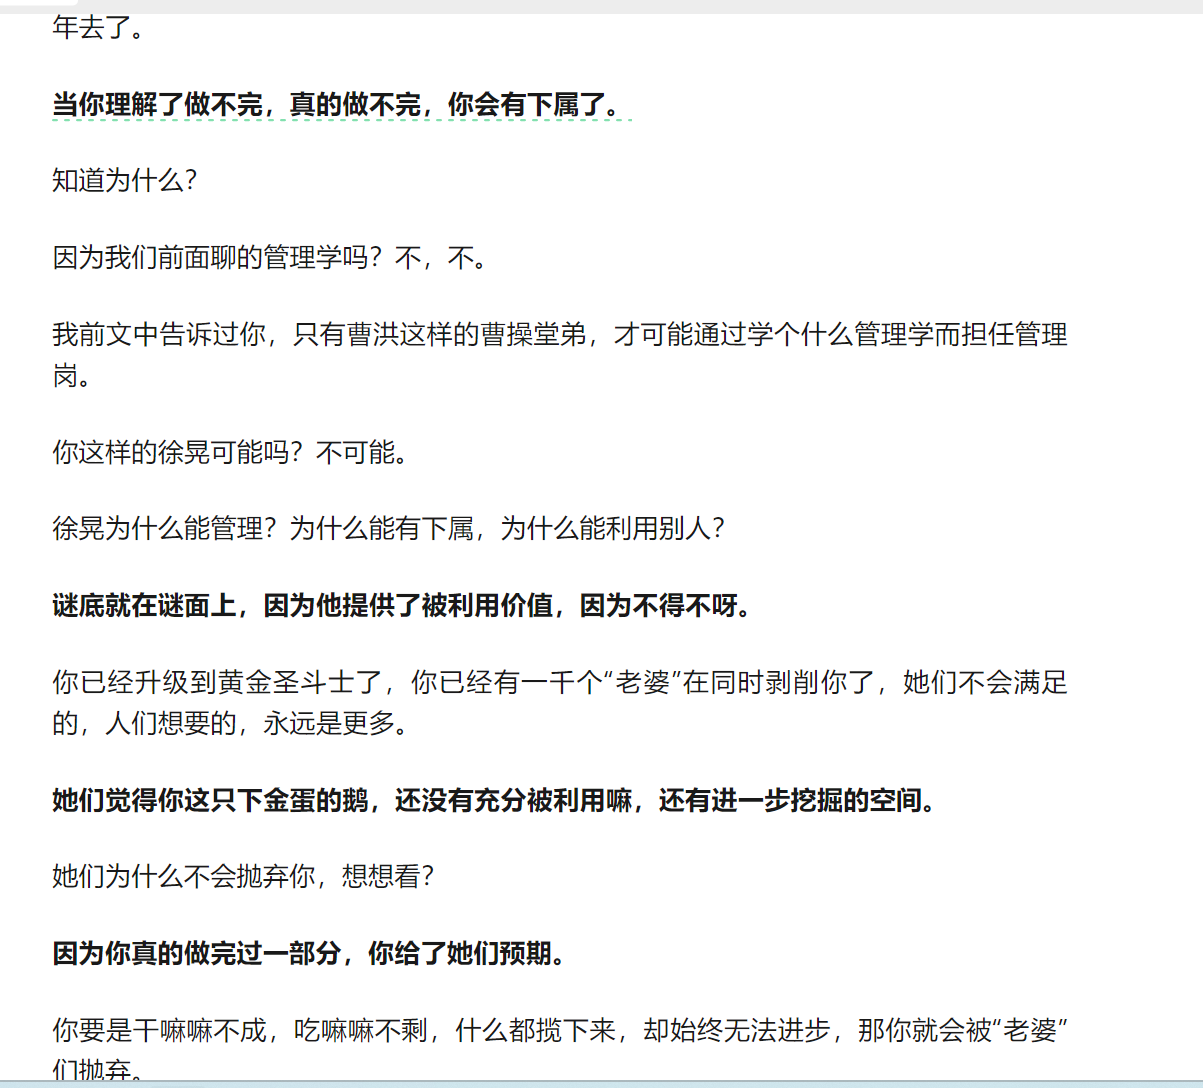 年去了。
当你理解了做不完，真的做不完，你会有下属了。
知道为什么？
因为我们前面聊的管理学吗？不，不。
我前文中告诉过你，只有曹洪这样的曹操堂弟，才可能通过学个什么管理学而担任管理
岗。
你这样的徐晃可能吗？不可能。
徐晃为什么能管理？为什么能有下属，为什么能利用别人？
谜底就在谜面上，因为他提供了被利用价值，因为不得不呀。
你已经升级到黄金圣斗士了，你已经有一千个“老婆”在同时剥削你了，她们不会满足
的，人们想要的，永远是更多。
她们觉得你这只下金蛋的鹅，还没有充分被利用嘛，还有进一步挖掘的空间。
她们为什么不会抛弃你，想想看？
因为你真的做完过一部分，你给了她们预期。
你要是干嘛嘛不成，吃嘛嘛不剩，什么都揽下来，却始终无法进步，那你就会被“老婆”
们抛弃。